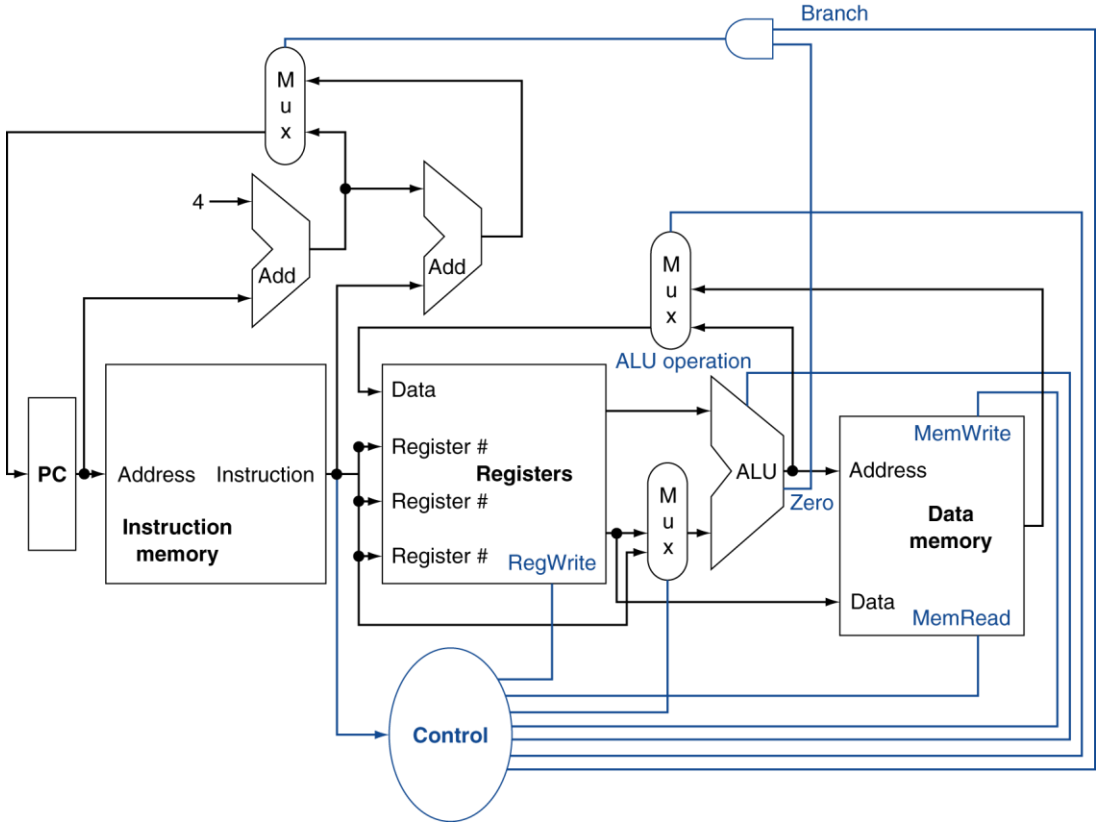 Branch
M
u
x
4
Add
Add
M
u
x
ALU operation
Data
Register #
Register #
Register #
Registers
RegWrite
PC
Address
Instruction
Instruction
memory
M
u
x
ALU
Zero
MemWrite
Address
Data
memory
Data
MemRead
Control